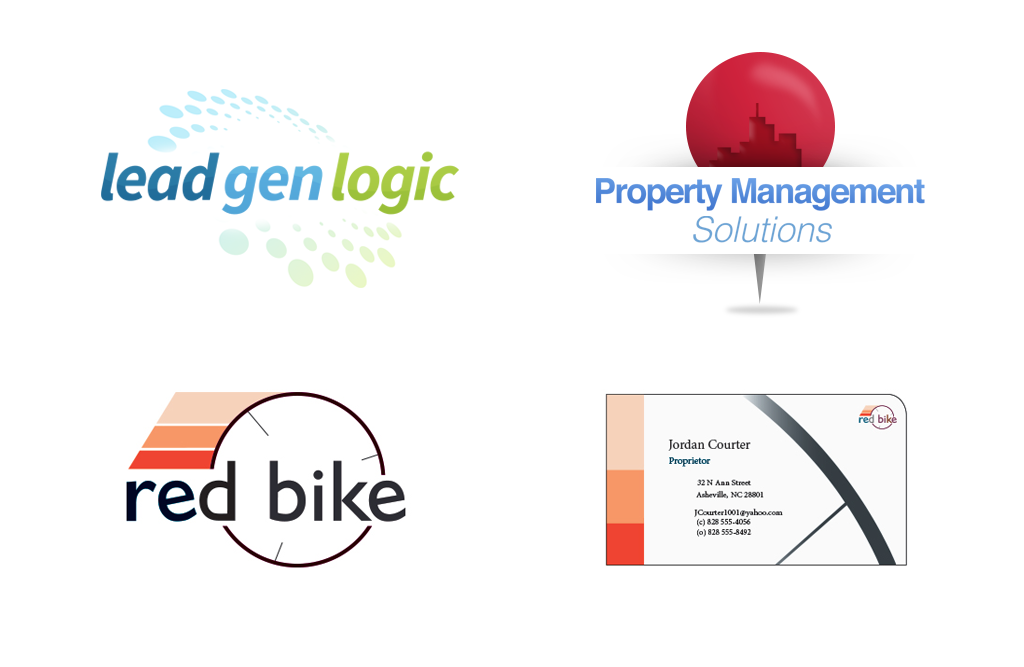 lead gen logic
Property Management
Solutions
red bike
red bike
Jordan Courter
Proprietor
32 N Ann Street
Asheville, NC 28801
JCourter1001@yahoo.com
(c) 828 555-4056
(o) 828 555-8492